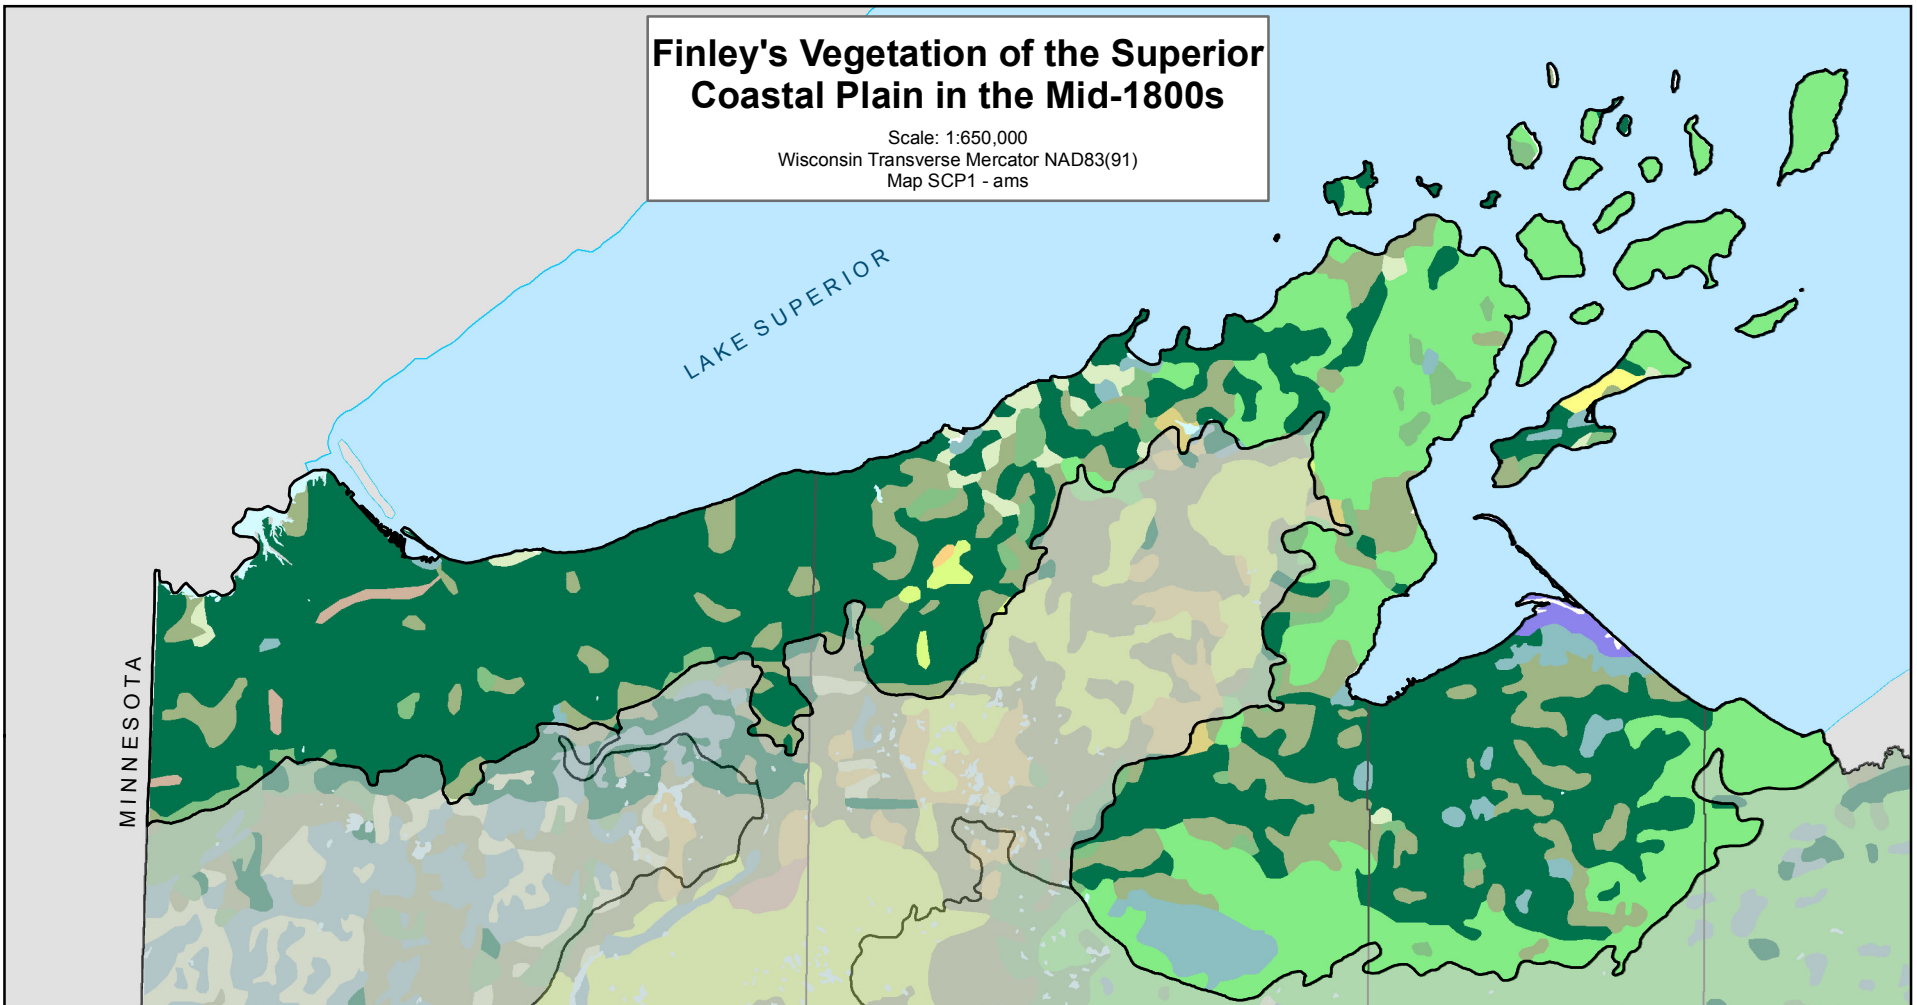 Finley's Vegetation of the Superior
Coastal Plain in the Mid-1800s
Scale: 1:650,000
Wisconsin Transverse Mercator NAD83(91)
Map SCP1 - ams
LAKE SUPERIOR
MINNESOTA